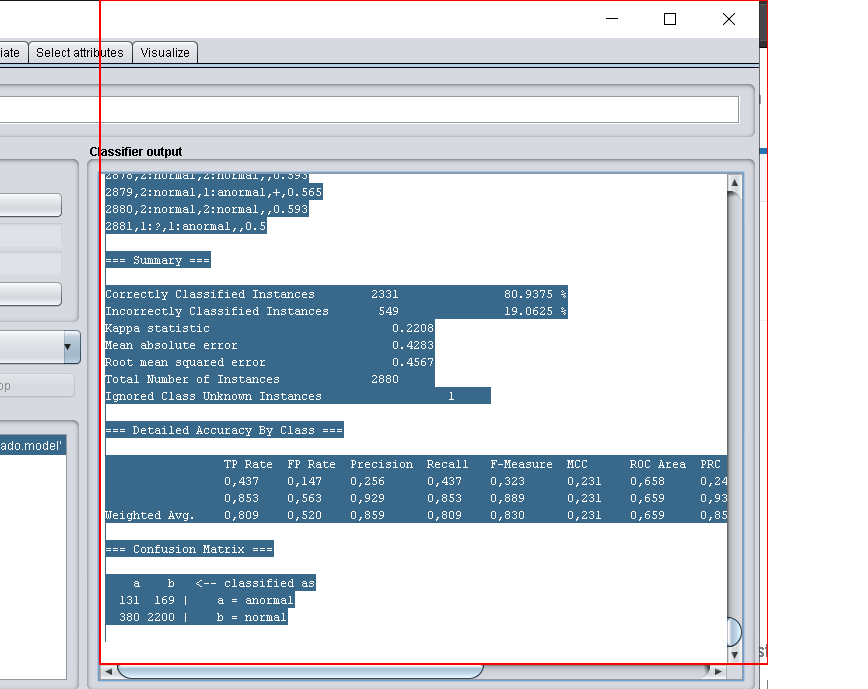 iate Select attributes Visualize
Classifier output
2878,2:normal,2:normal,,0.593
2879,2:normal,1:anormal,+,0.565
2880,2:normal,2:normal,,0.593
2881,1:?,1:anormal,,0.5
=== Summary ===
Correctly Classified Instances 2331 80.9375 %
Incorrectly Classified Instances 549 19.0625 %
Kappa statistic 0.2208
Mean absolute error 0.4283
Root mean squared error 0.4567
Total Number of Instances 2880
Ignored Class Unknown Instances 1
op
=== Detailed Accuracy By Class ===
ado.model'
TP Rate FP Rate Precision Recall F-Measure MCC ROC Area PRC
0,437 0,147 0,256 0,437 0,323 0,231 0,658 0,24
0,853 0,563 0,929 0,853 0,889 0,231 0,659 0,93
Weighted Avg. 0,809 0,520 0,859 0,809 0,830 0,231 0,659 0,85
=== Confusion Matrix ===
a b <-- classified as
131 169 | a = anormal
380 2200 | b = normal